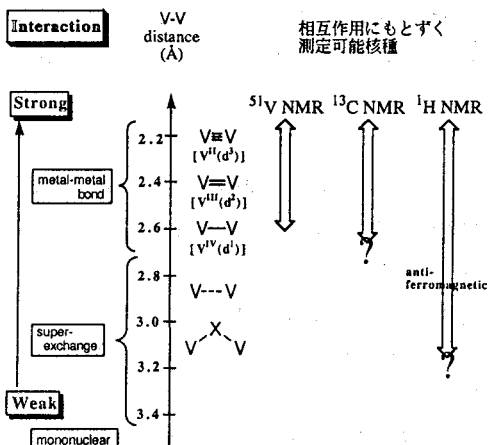 Interaction
V-V
distance
(Å)
相互作用にもとずく
測定可能核種
Strong
⁵¹V NMR ¹³C NMR ¹H NMR
2.2
V≡V
[VII(d³)]
metal-metal
bond
2.4
V=V
[VIII(d²)]
2.6
V—V
[VIV(d¹)]
?
2.8
V---V
anti-
ferromagnetic
super-
exchange
3.0
X
V V
3.2
?
Weak
3.4
mononuclear